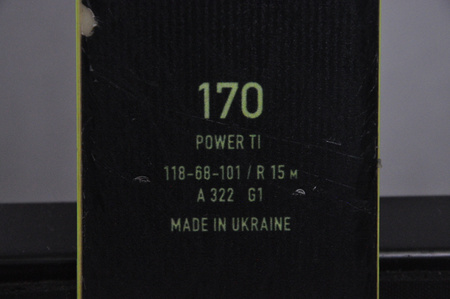 170
POWER TI
118-68-101 / R 15 M
A 322 G1
MADE IN UKRAINE